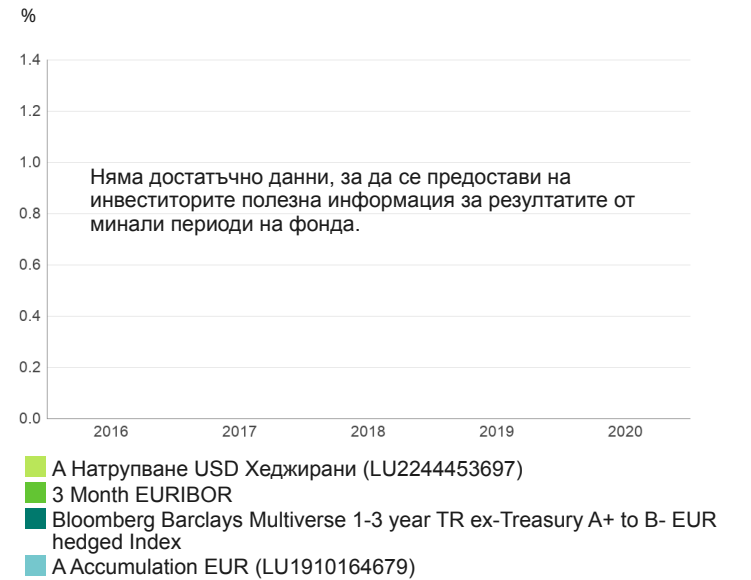 %
1.4
1.2
1.0
Няма достатъчно данни, за да се предостави на
инвеститорите полезна информация за резултатите от
0.8
минали периоди на фонда.
0.6
0.4
0.2
0.0
2016 2017 2018 2019 2020
А Натрупване USD Хеджирани (LU2244453697)
3 Month EURIBOR
Bloomberg Barclays Multiverse 1-3 year TR ex-Treasury A+ to B- EUR
hedged Index
A Accumulation EUR (LU1910164679)